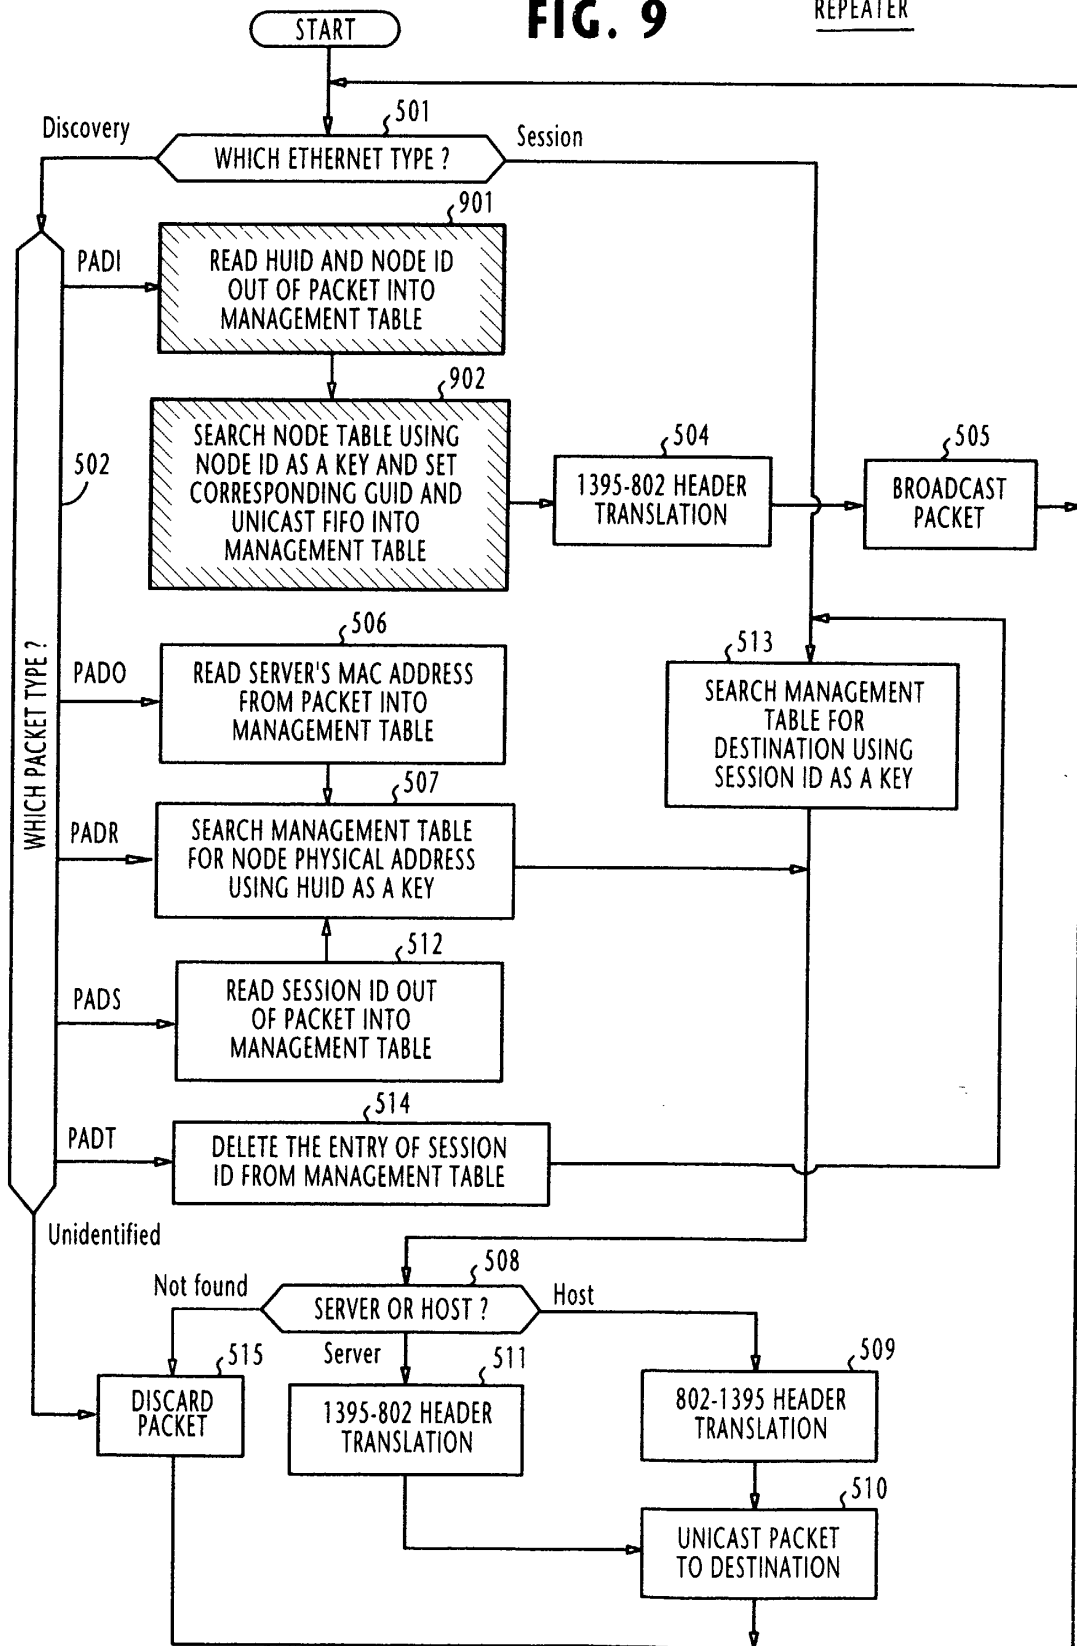 FIG. 9
REPEATER
START
501
Discovery
WHICH ETHERNET TYPE ?
Session
901
PADI
READ HUID AND NODE ID
OUT OF PACKET INTO
MANAGEMENT TABLE
902
SEARCH NODE TABLE USING
NODE ID AS A KEY AND SET
CORRESPONDING GUID AND
UNICAST FIFO INTO
MANAGEMENT TABLE
502
504
1395-802 HEADER
TRANSLATION
505
BROADCAST
PACKET
WHICH PACKET TYPE ?
506
PADO
READ SERVER'S MAC ADDRESS
FROM PACKET INTO
MANAGEMENT TABLE
513
SEARCH MANAGEMENT
TABLE FOR
DESTINATION USING
SESSION ID AS A KEY
507
PADR
SEARCH MANAGEMENT TABLE
FOR NODE PHYSICAL ADDRESS
USING HUID AS A KEY
512
PADS
READ SESSION ID OUT
OF PACKET INTO
MANAGEMENT TABLE
514
PADT
DELETE THE ENTRY OF SESSION
ID FROM MANAGEMENT TABLE
Unidentified
508
Not found
SERVER OR HOST ?
Host
Server
515
DISCARD
PACKET
511
1395-802 HEADER
TRANSLATION
509
802-1395 HEADER
TRANSLATION
510
UNICAST PACKET
TO DESTINATION